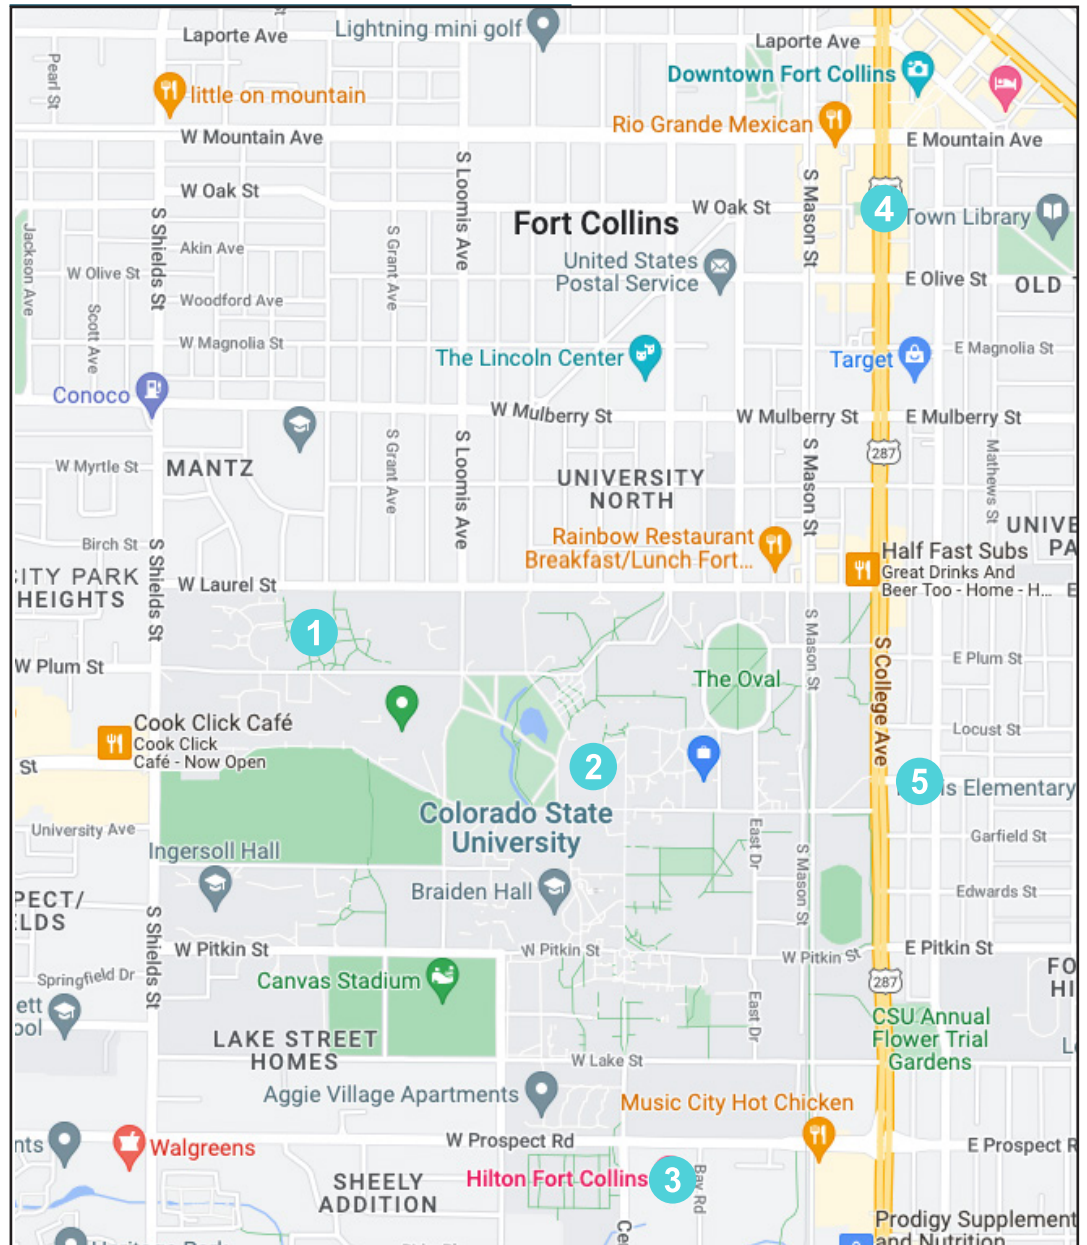 Laporte Ave
Lightning mini golf
Laporte Ave
Pearl St
Downtown Fort Collins
little on mountain
Rio Grande Mexican
W Mountain Ave
E Mountain Ave
W Oak St
S Loomis Ave
S Mason St
W Oak St
4
Town Library
Fort Collins
S Shields St
Jackson Ave
Akin Ave
S Grant Ave
W Olive St
United States
Postal Service
E Olive St
OLD
Woodford Ave
Scott Ave
W Magnolia St
The Lincoln Center
Target
E Magnolia St
Conoco
W Mulberry St
W Mulberry St
E Mulberry St
S Grant Ave
S Loomis Ave
S Mason St
287
Mathews St
W Myrtle St
MANTZ
UNIVERSITY
NORTH
UNIVE
PA
Birch St
Rainbow Restaurant
Breakfast/Lunch Fort...
Half Fast Subs
Great Drinks And
Beer Too - Home - H...
E
CITY PARK
HEIGHTS
S Shields St
W Laurel St
1
S Mason St
S College Ave
W Plum St
E Plum St
The Oval
Cook Click Café
Cook Click
Café - Now Open
Locust St
St
2
5
is Elementary
Colorado State
University
University Ave
East Dr
S Mason St
Garfield St
Ingersoll Hall
Braiden Hall
Edwards St
PECT/
ELDS
S Shields St
W Pitkin St
W Pitkin St
W Pitkin St
E Pitkin St
Springfield Dr
Canvas Stadium
287
FO
HI
ett
ool
East Dr
CSU Annual
Flower Trial
Gardens
LAKE STREET
HOMES
W Lake St
L
Aggie Village Apartments
Music City Hot Chicken
nts
Walgreens
W Prospect Rd
E Prospect R
Hilton Fort Collins
3
Bay Rd
SHEELY
ADDITION
Ce
Prodigy Supplement
and Nutrition